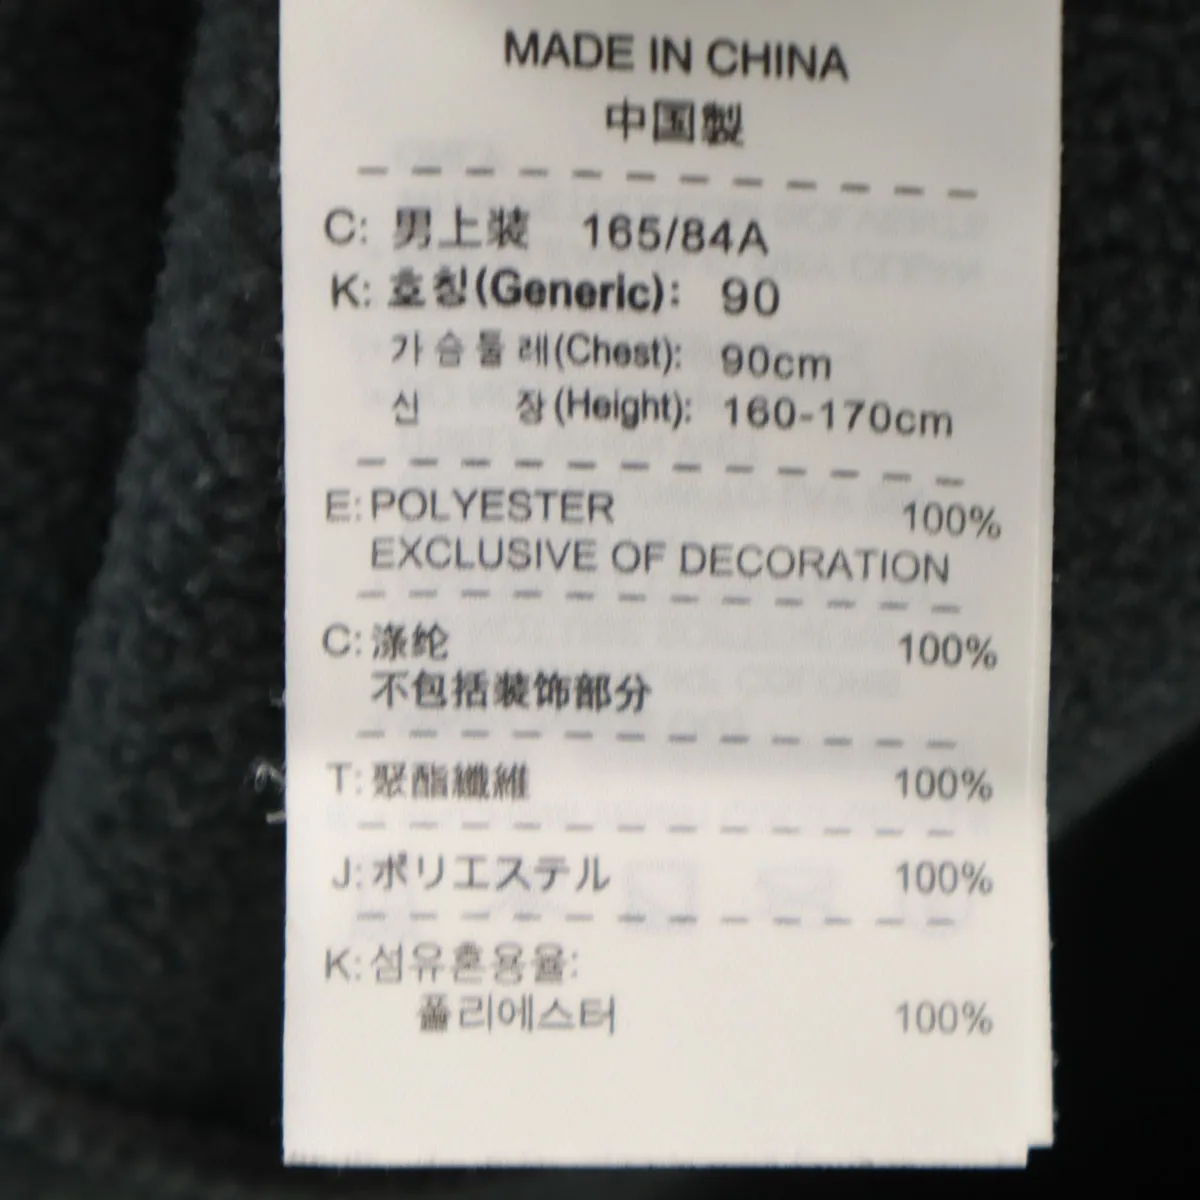 MADE IN CHINA
中国製
C: 男上装 165/84A
K: 호칭(Generic): 90
가슴둘레(Chest): 90cm
신 장(Height): 160-170cm
E: POLYESTER 100%
EXCLUSIVE OF DECORATION
C: 涤纶 100%
不包括装饰部分
T: 聚酯纖維 100%
J: ポリエステル 100%
K: 섬유혼용율:
폴리에스터 100%